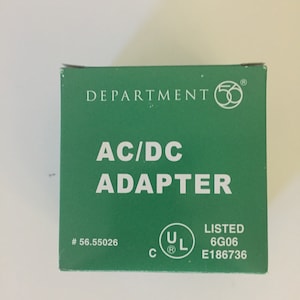 DEPARTMENT 56®
AC/DC
ADAPTER
# 56.55026
C UL® LISTED
6G06
E186736